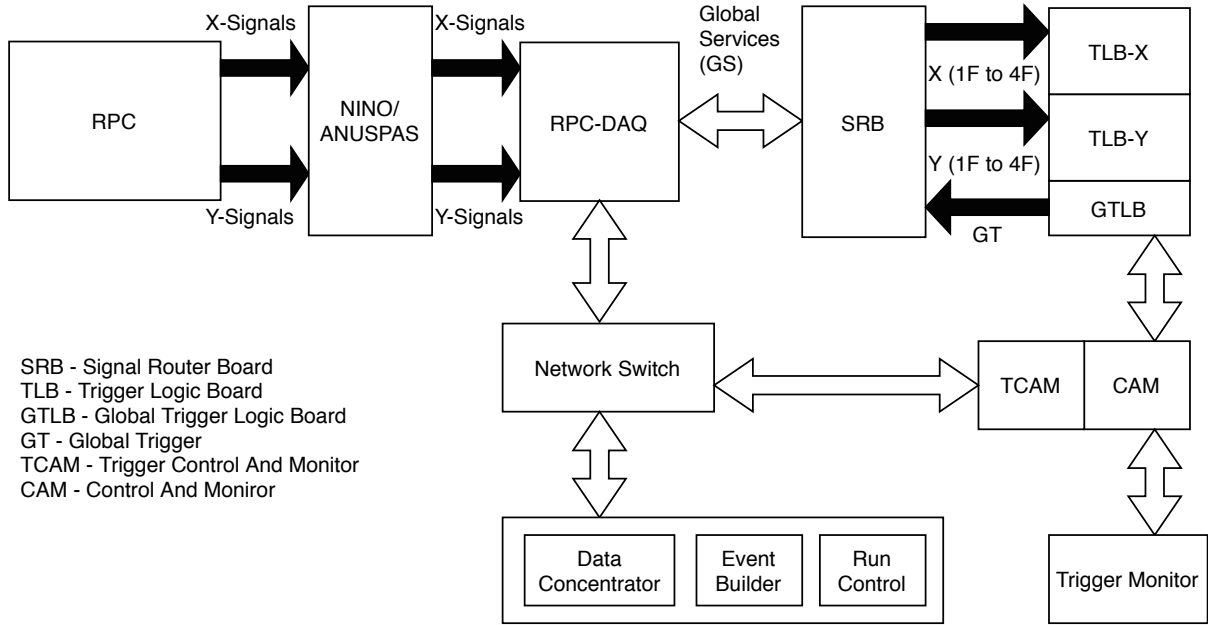 X-Signals
X-Signals
Global
Services
(GS)
RPC
NINO/
ANUSPAS
RPC-DAQ
SRB
X (1F to 4F)
TLB-X
Y (1F to 4F)
TLB-Y
Y-Signals
Y-Signals
GT
GTLB
Network Switch
TCAM
CAM
SRB - Signal Router Board
TLB - Trigger Logic Board
GTLB - Global Trigger Logic Board
GT - Global Trigger
TCAM - Trigger Control And Monitor
CAM - Control And Moniror
Data
Concentrator
Event
Builder
Run
Control
Trigger Monitor